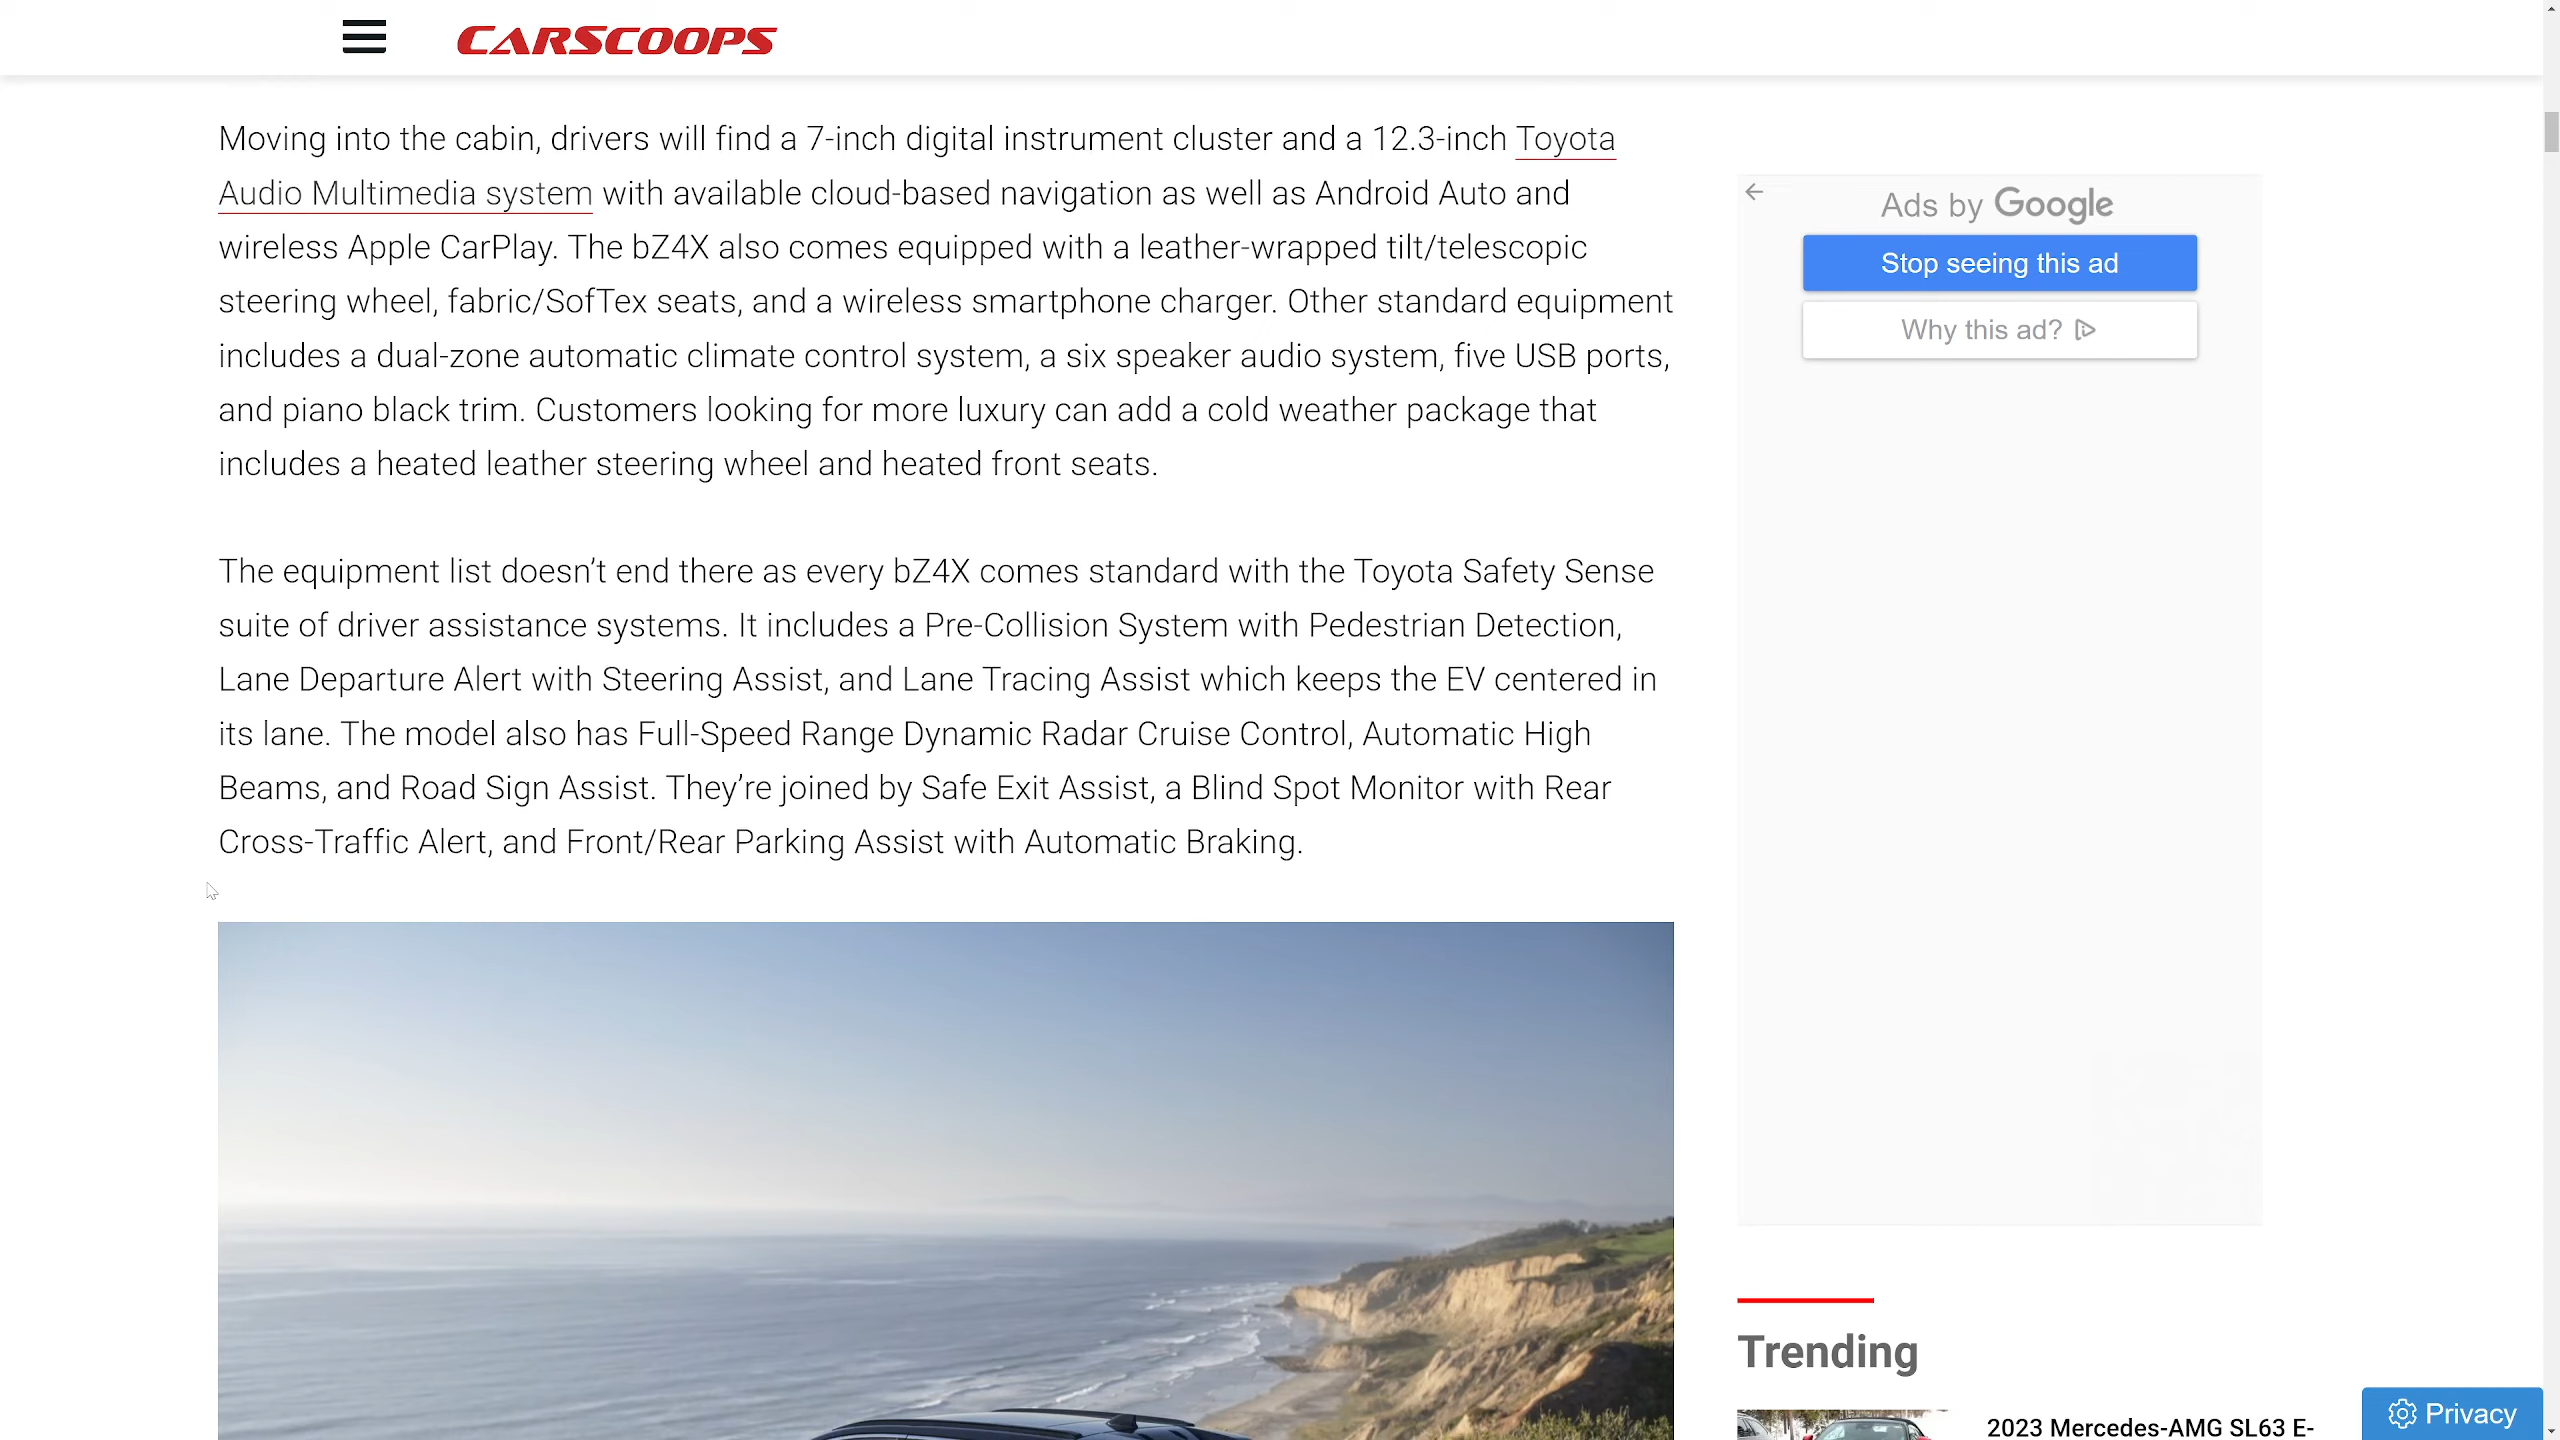 CARSCOOPS
Moving into the cabin, drivers will find a 7-inch digital instrument cluster and a 12.3-inch Toyota
Audio Multimedia system with available cloud-based navigation as well as Android Auto and
wireless Apple CarPlay. The bZ4X also comes equipped with a leather-wrapped tilt/telescopic
steering wheel, fabric/SofTex seats, and a wireless smartphone charger. Other standard equipment
includes a dual-zone automatic climate control system, a six speaker audio system, five USB ports,
and piano black trim. Customers looking for more luxury can add a cold weather package that
includes a heated leather steering wheel and heated front seats.
The equipment list doesn’t end there as every bZ4X comes standard with the Toyota Safety Sense
suite of driver assistance systems. It includes a Pre-Collision System with Pedestrian Detection,
Lane Departure Alert with Steering Assist, and Lane Tracing Assist which keeps the EV centered in
its lane. The model also has Full-Speed Range Dynamic Radar Cruise Control, Automatic High
Beams, and Road Sign Assist. They’re joined by Safe Exit Assist, a Blind Spot Monitor with Rear
Cross-Traffic Alert, and Front/Rear Parking Assist with Automatic Braking.
Ads by Google
Stop seeing this ad
Why this ad?
Trending
2023 Mercedes-AMG SL63 E-
Privacy